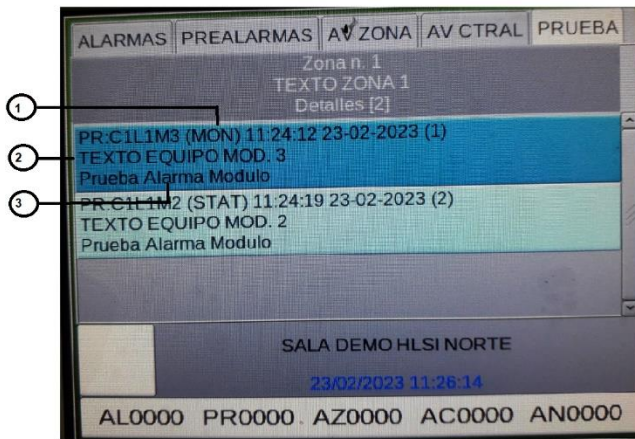 ALARMAS PREALARMAS AV ZONA AV CTRAL PRUEBA
Zona n. 1
TEXTO ZONA 1
Detalles [2]
1
PR:C1L1M3 (MON) 11:24:12 23-02-2023 (1)
2
TEXTO EQUIPO MOD. 3
Prueba Alarma Modulo
3
PR:C1L1M2 (STAT) 11:24:19 23-02-2023 (2)
TEXTO EQUIPO MOD. 2
Prueba Alarma Modulo
SALA DEMO HLSI NORTE
23/02/2023 11:26:14
AL0000 PR0000 AZ0000 AC0000 AN0000